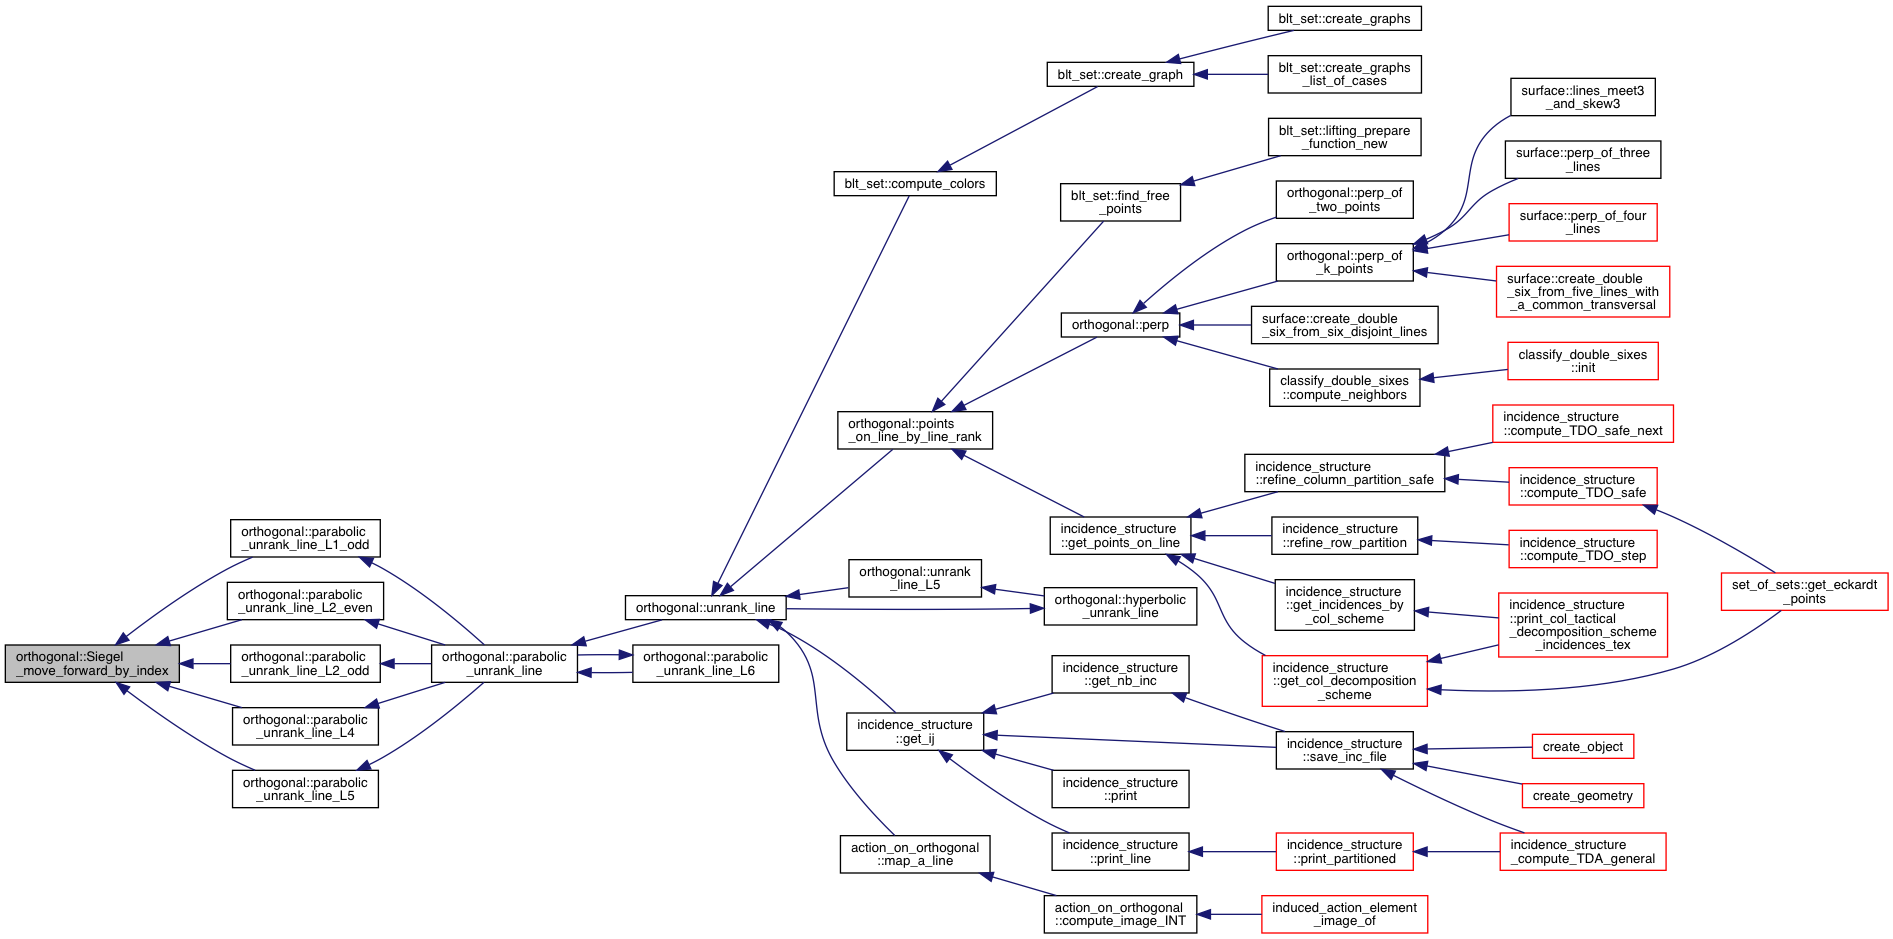 orthogonal::Siegel
_move_forward_by_index
orthogonal::parabolic
_unrank_line_L1_odd
orthogonal::parabolic
_unrank_line_L2_even
orthogonal::parabolic
_unrank_line_L2_odd
orthogonal::parabolic
_unrank_line_L4
orthogonal::parabolic
_unrank_line_L5
orthogonal::parabolic
_unrank_line
orthogonal::unrank_line
orthogonal::parabolic
_unrank_line_L6
blt_set::compute_colors
orthogonal::points
_on_line_by_line_rank
orthogonal::unrank
_line_L5
incidence_structure
::get_ij
action_on_orthogonal
::map_a_line
blt_set::create_graph
blt_set::find_free
_points
orthogonal::perp
incidence_structure
::get_points_on_line
orthogonal::hyperbolic
_unrank_line
incidence_structure
::get_nb_inc
incidence_structure
::print
incidence_structure
::print_line
action_on_orthogonal
::compute_image_INT
blt_set::create_graphs
blt_set::create_graphs
_list_of_cases
blt_set::lifting_prepare
_function_new
orthogonal::perp_of
_two_points
orthogonal::perp_of
_k_points
surface::create_double
_six_from_six_disjoint_lines
classify_double_sixes
::compute_neighbors
incidence_structure
::refine_column_partition_safe
incidence_structure
::refine_row_partition
incidence_structure
::get_incidences_by
_col_scheme
incidence_structure
::get_col_decomposition
_scheme
incidence_structure
::save_inc_file
incidence_structure
::print_partitioned
induced_action_element
_image_of
surface::lines_meet3
_and_skew3
surface::perp_of_three
_lines
surface::perp_of_four
_lines
surface::create_double
_six_from_five_lines_with
_a_common_transversal
classify_double_sixes
::init
incidence_structure
::compute_TDO_safe_next
incidence_structure
::compute_TDO_safe
incidence_structure
::compute_TDO_step
incidence_structure
::print_col_tactical
_decomposition_scheme
_incidences_tex
create_object
create_geometry
incidence_structure
_compute_TDA_general
set_of_sets::get_eckardt
_points